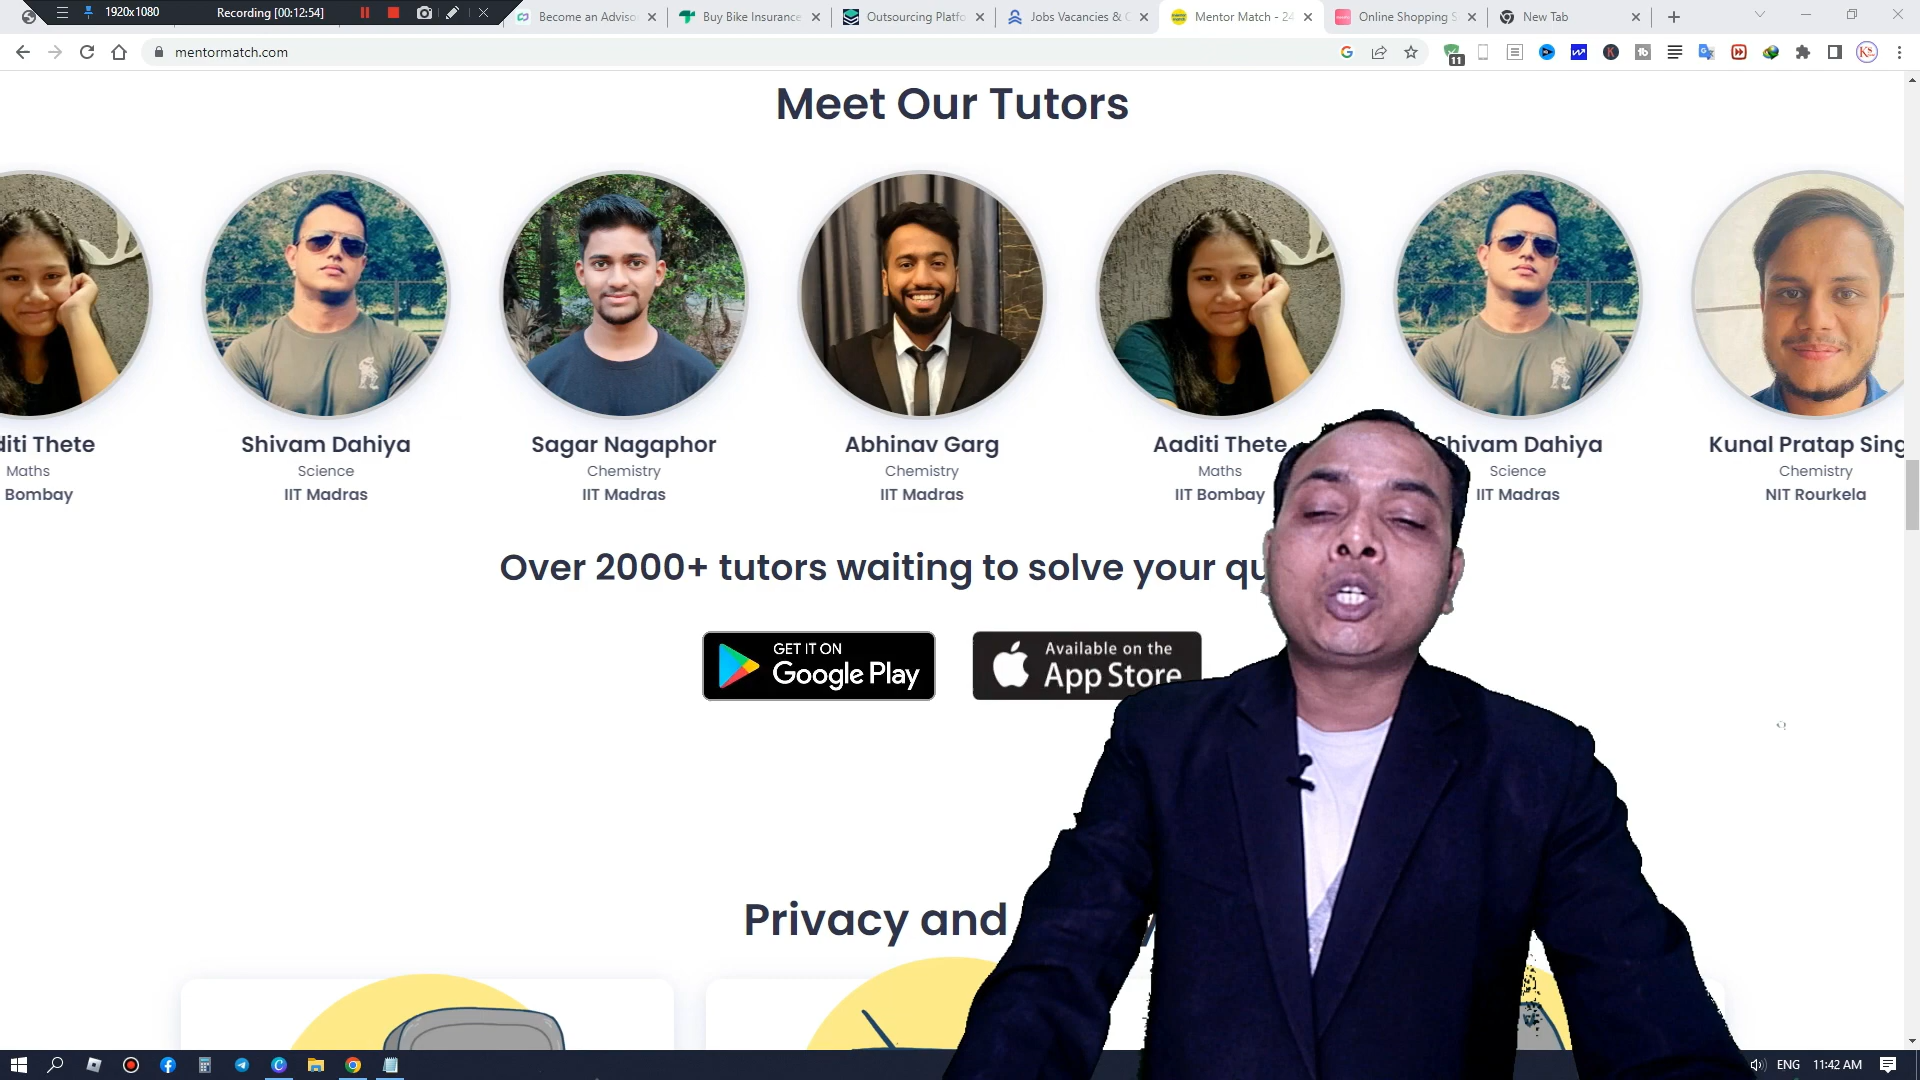 1920x1080
Recording [00:12:54]
Become an Adviso
Buy Bike Insurance
Outsourcing Platfo
Jobs Vacancies & C
Mentor Match - 24
Online Shopping S
New Tab
mentormatch.com
11
Meet Our Tutors
diti Thete
Maths
Bombay
Shivam Dahiya
Science
IIT Madras
Sagar Nagaphor
Chemistry
IIT Madras
Abhinav Garg
Chemistry
IIT Madras
Aaditi Thete
Maths
IIT Bombay
Shivam Dahiya
Science
IIT Madras
Kunal Pratap Sing
Chemistry
NIT Rourkela
Over 2000+ tutors waiting to solve your qu
GET IT ON
Google Play
Available on the
App Store
Privacy and
ENG
11:42 AM